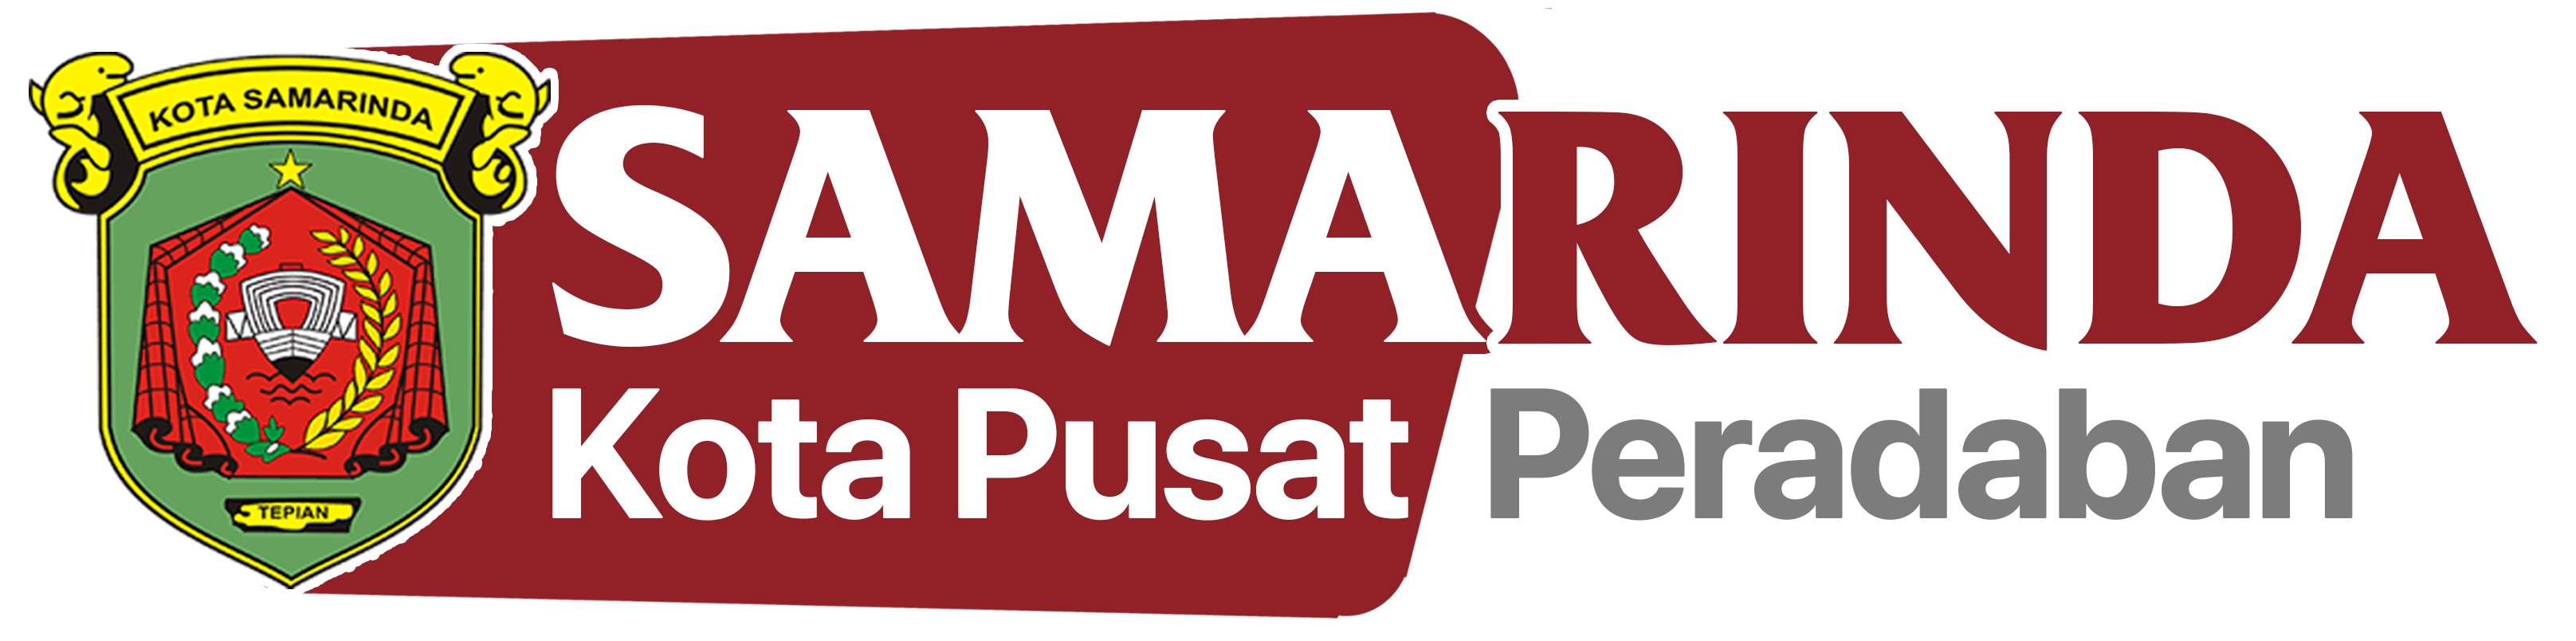 KOTA SAMARINDA
TEPIAN
SAMARINDA
Kota Pusat Peradaban